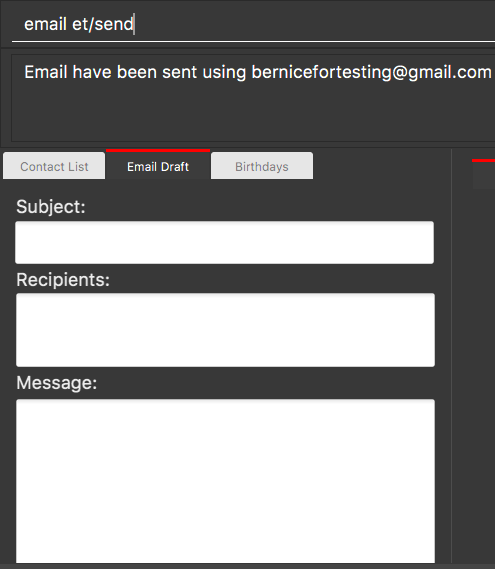 email et/send
Email have been sent using bernicefortesting@gmail.com
Contact List
Email Draft
Birthdays
Subject:
Recipients:
Message: